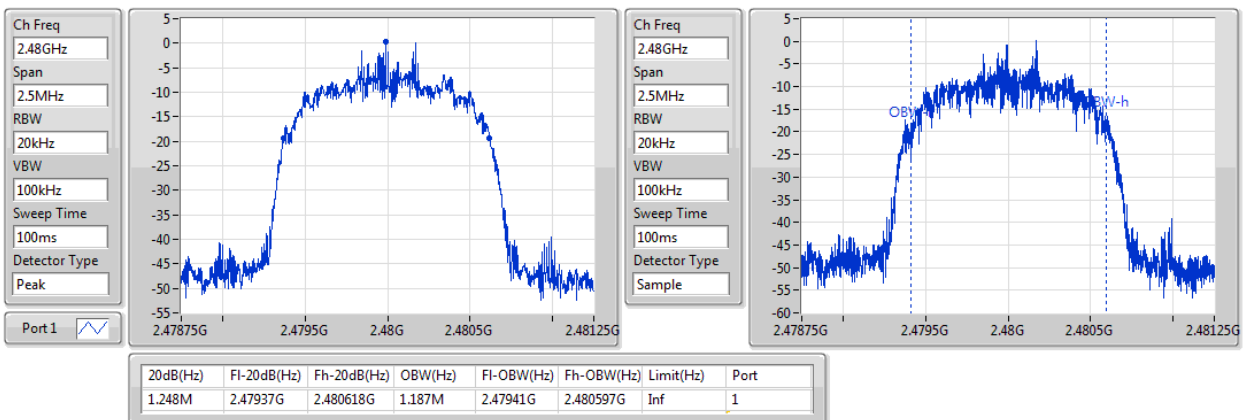 Ch Freq
2.48GHz
Span
2.5MHz
RBW
20kHz
VBW
100kHz
Sweep Time
100ms
Detector Type
Peak
Port 1
5
0
-5
-10
-15
-20
-25
-30
-35
-40
-45
-50
-55
2.47875G 2.4795G 2.48G 2.4805G 2.48125G
Ch Freq
2.48GHz
Span
2.5MHz
RBW
20kHz
VBW
100kHz
Sweep Time
100ms
Detector Type
Sample
5
0
-5
-10
-15
-20
-25
-30
-35
-40
-45
-50
-55
-60
2.47875G 2.4795G 2.48G 2.4805G 2.48125G
20dB(Hz) Fl-20dB(Hz) Fh-20dB(Hz) OBW(Hz) Fl-OBW(Hz) Fh-OBW(Hz) Limit(Hz) Port
1.248M 2.47937G 2.480618G 1.187M 2.47941G 2.480597G Inf 1